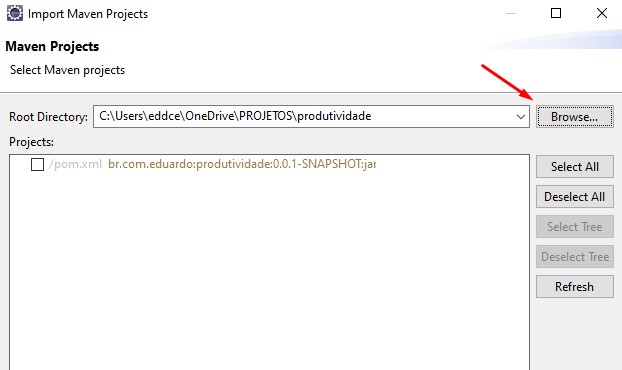 Import Maven Projects
Maven Projects
Select Maven projects
Root Directory: C:\Users\eddce\OneDrive\PROJETOS\produtividade Browse...
Projects:
/pom.xml br.com.eduardo:produtividade:0.0.1-SNAPSHOT:jar
Select All
Deselect All
Select Tree
Deselect Tree
Refresh